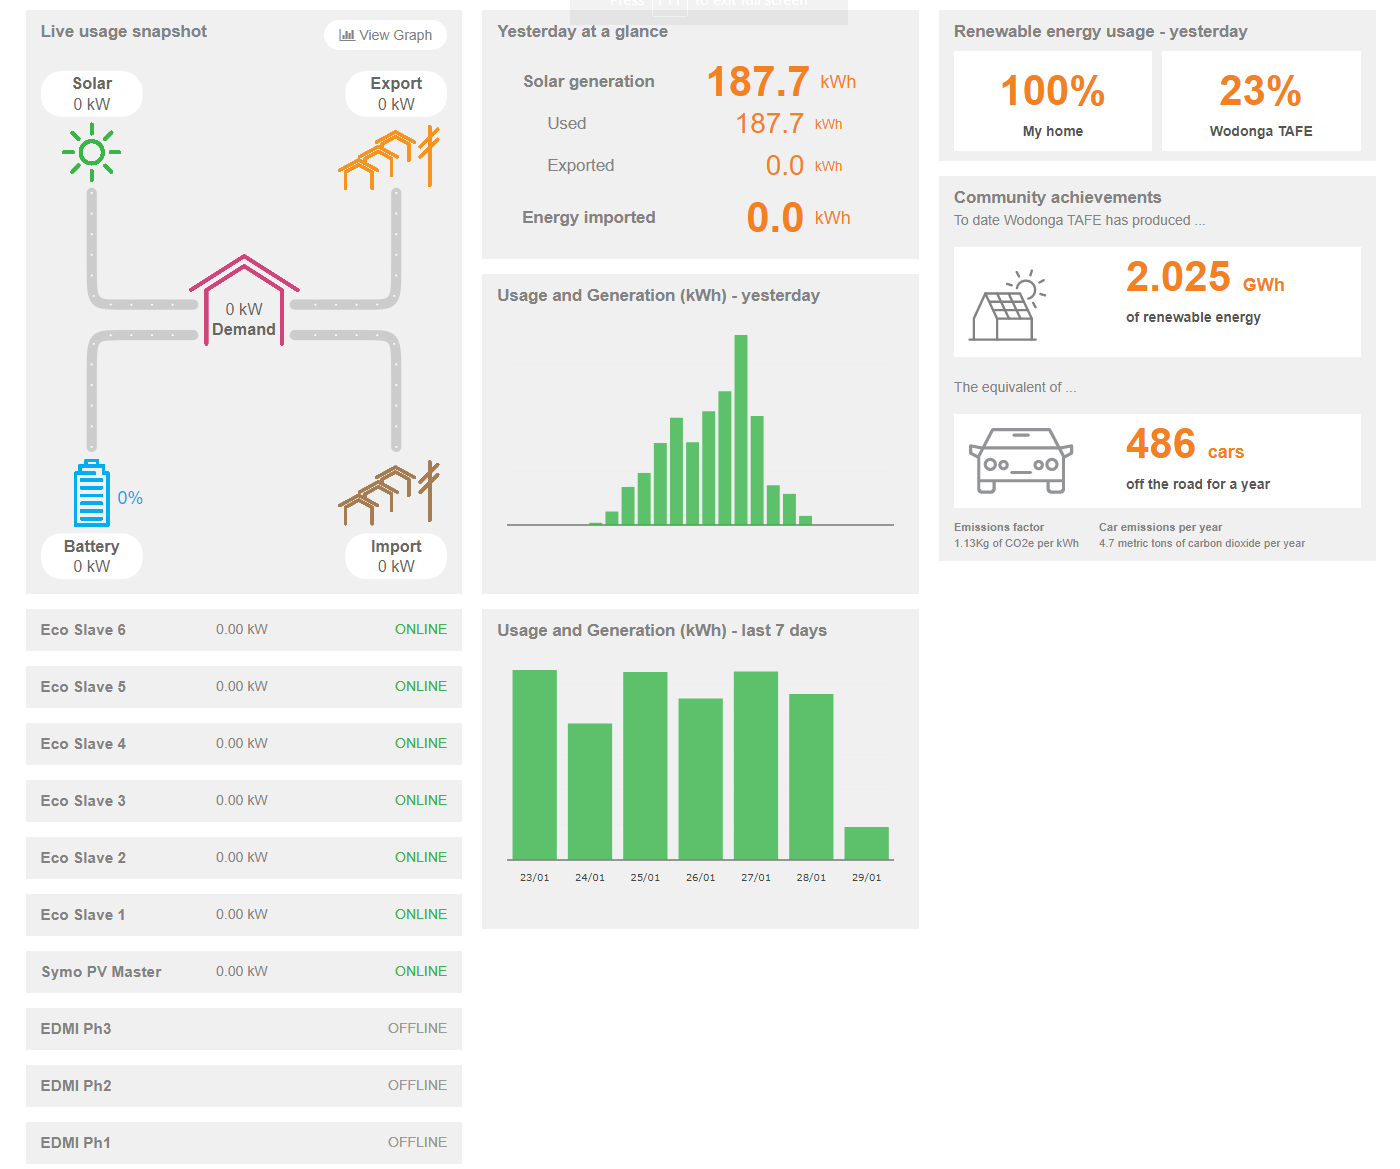 Press
to exit full screen
Live usage snapshot
View Graph
Solar
0 kW
Export
0 kW
0 kW
Demand
0%
Battery
0 kW
Import
0 kW
Eco Slave 6 0.00 kW ONLINE
Eco Slave 5 0.00 kW ONLINE
Eco Slave 4 0.00 kW ONLINE
Eco Slave 3 0.00 kW ONLINE
Eco Slave 2 0.00 kW ONLINE
Eco Slave 1 0.00 kW ONLINE
Symo PV Master 0.00 kW ONLINE
EDMI Ph3 OFFLINE
EDMI Ph2 OFFLINE
EDMI Ph1 OFFLINE
Yesterday at a glance
Solar generation 187.7 kWh
Used 187.7 kWh
Exported 0.0 kWh
Energy imported 0.0 kWh
Usage and Generation (kWh) - yesterday
Usage and Generation (kWh) - last 7 days
23/01 24/01 25/01 26/01 27/01 28/01 29/01
Renewable energy usage - yesterday
100%
My home
23%
Wodonga TAFE
Community achievements
To date Wodonga TAFE has produced ...
2.025 GWh
of renewable energy
The equivalent of ...
486 cars
off the road for a year
Emissions factor
1.13Kg of CO2e per kWh
Car emissions per year
4.7 metric tons of carbon dioxide per year